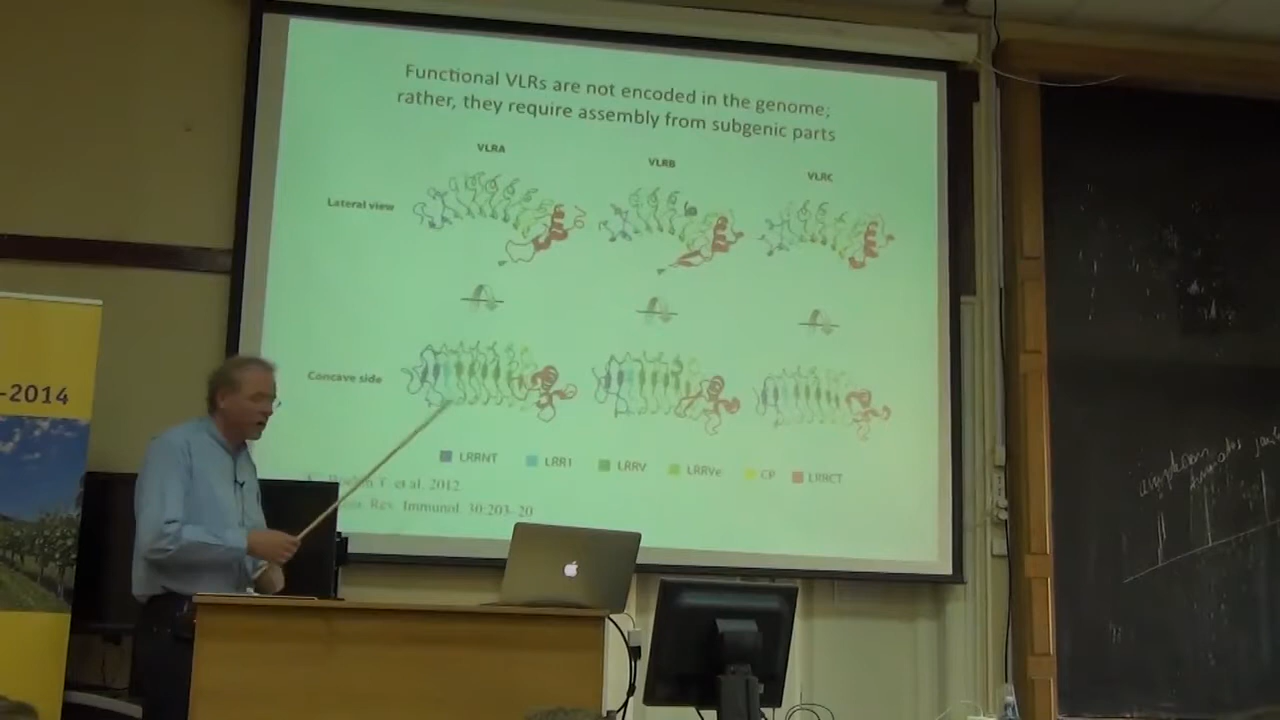 Functional VLRs are not encoded in the genome;
rather, they require assembly from subgenic parts
VLRA
VLRB
VLRC
Lateral view
Concave side
LRRNT
LRR1
LRRV
LRRVe
CP
LRRCT
T. et al. 2012.
Rev. Immunol. 30:203–20
-2014